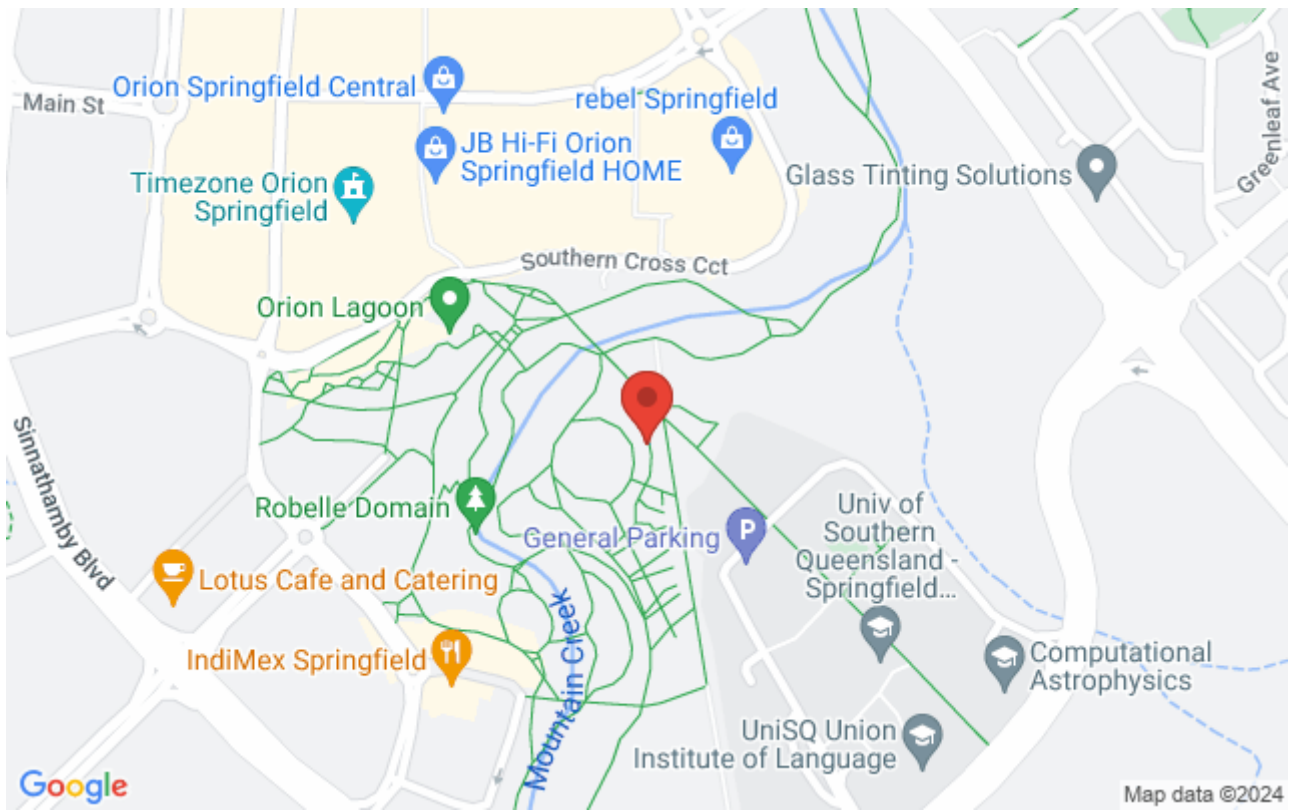 Orion Springfield Central
Main St
rebel Springfield
JB Hi-Fi Orion
Springfield HOME
Timezone Orion
Springfield
Glass Tinting Solutions
Greenleaf Ave
Southern Cross Cct
Orion Lagoon
Sinnathamby Blvd
Robelle Domain
General Parking
P
Univ of
Southern
Queensland -
Springfield...
Lotus Cafe and Catering
IndiMex Springfield
Mountain Creek
Computational
Astrophysics
UniSQ Union
Institute of Language
Google
Map data ©2024